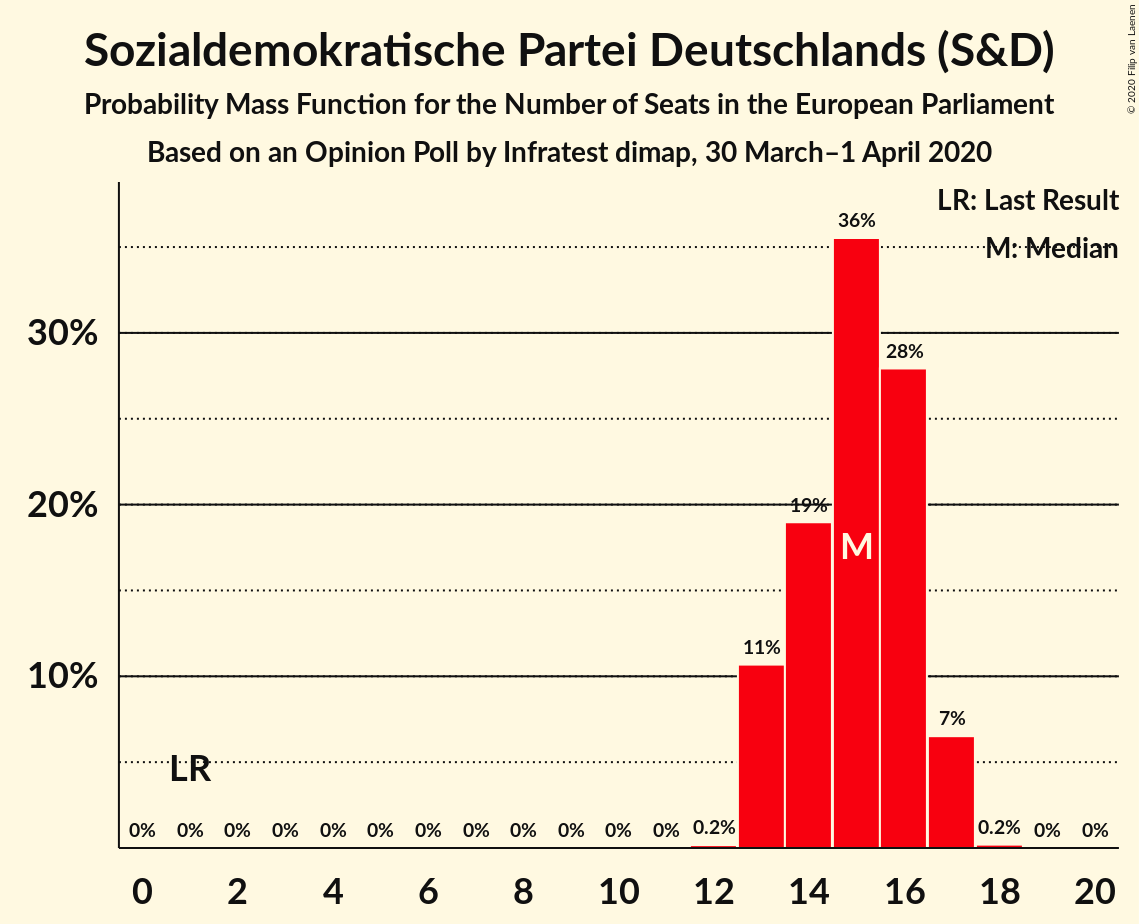 Sozialdemokratische Partei Deutschlands (S&D)
Probability Mass Function for the Number of Seats in the European Parliament
Based on an Opinion Poll by Infratest dimap, 30 March–1 April 2020
© 2020 Filip van Laenen
LR: Last Result
M: Median
36%
30%
28%
20%
19%
M
11%
10%
7%
LR
0% 0% 0% 0% 0% 0% 0% 0% 0% 0% 0% 0% 0.2% 0.2% 0% 0%
0 2 4 6 8 10 12 14 16 18 20